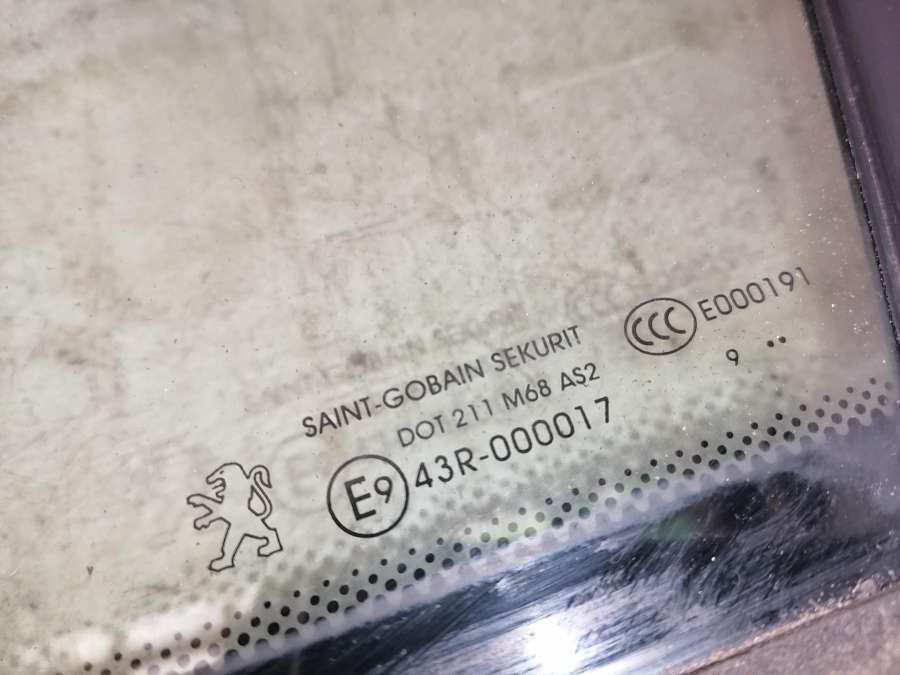 SAINT-GOBAIN SEKURIT
DOT 211 M68 AS2
E9 43R-000017
CCC E000191
9 ..